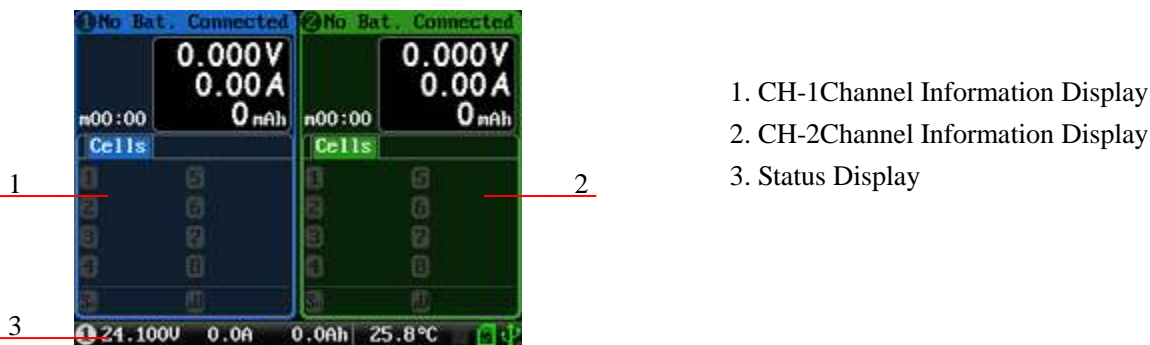 1 No Bat. Connected
2 No Bat. Connected
0.000V
0.00A
m00:00 0mAh
0.000V
0.00A
m00:00 0mAh
Cells
1 5
2 6
3 7
4 8
Cells
1 5
2 6
3 7
4 8
1 24.100V 0.0A 0.0Ah 25.8°C
1
2
3
1. CH-1Channel Information Display
2. CH-2Channel Information Display
3. Status Display